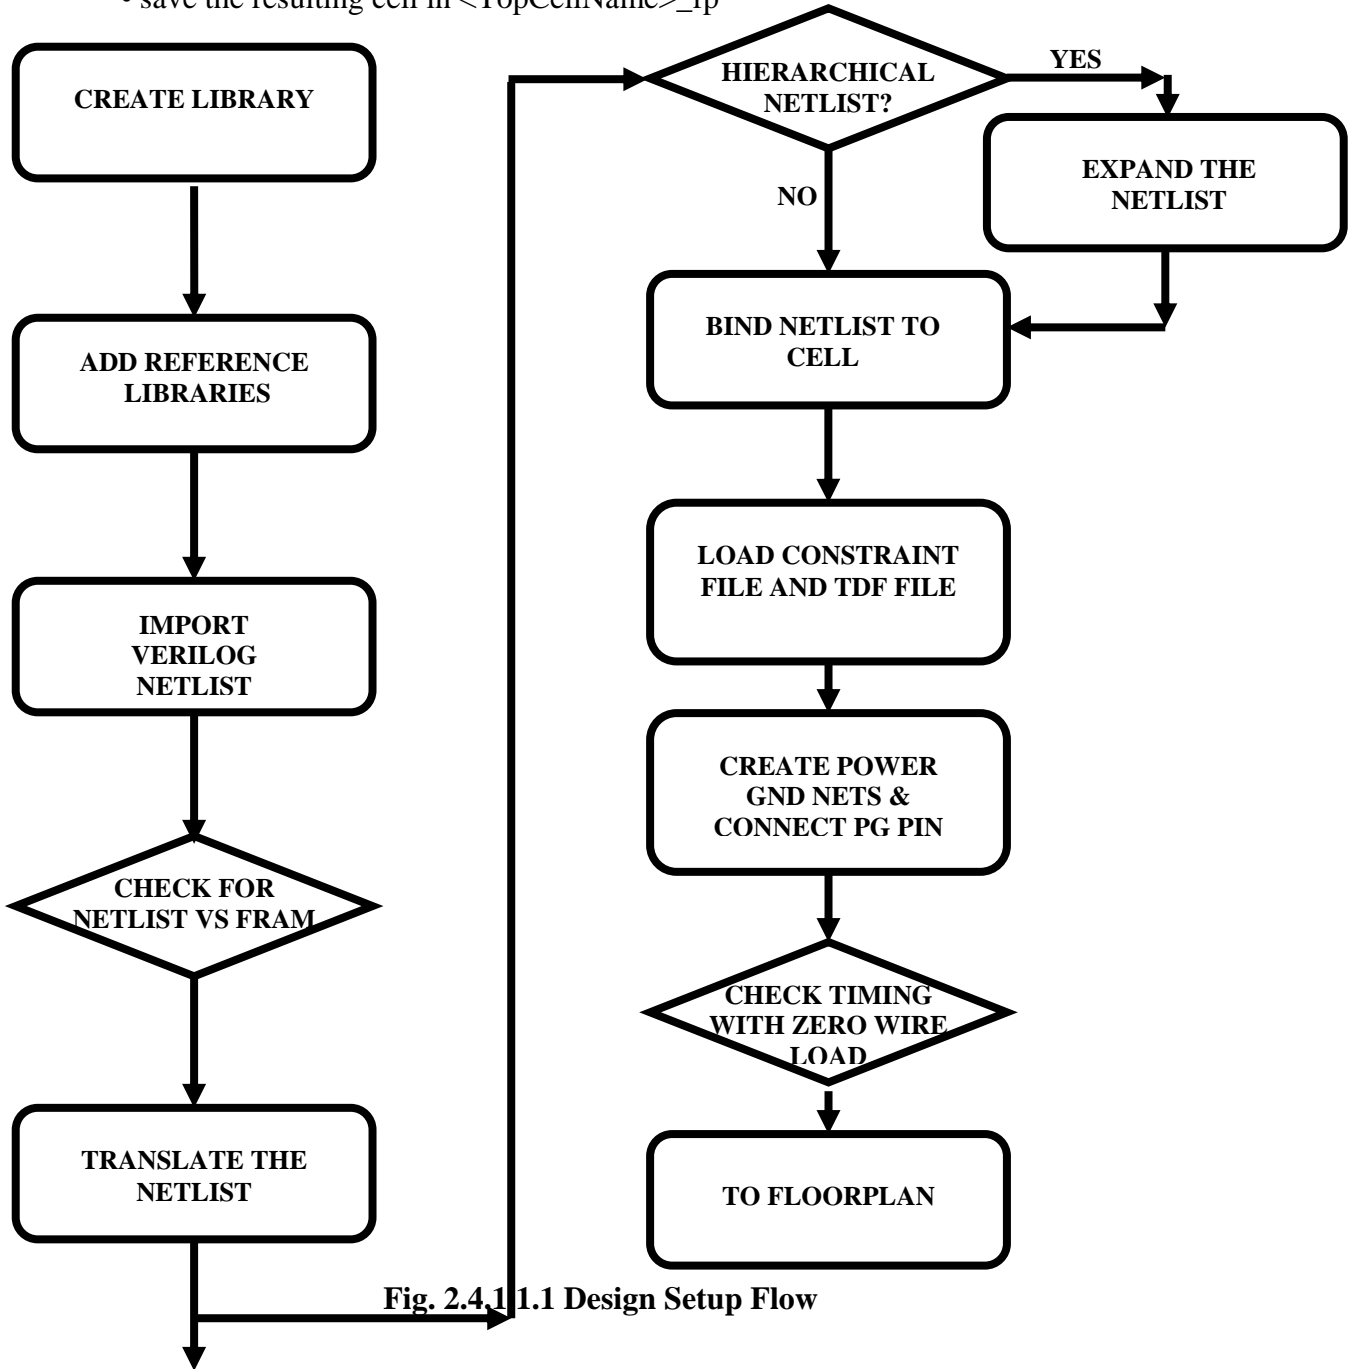 • save the resulting cell in <TopCellName>_fp
CREATE LIBRARY
ADD REFERENCE
LIBRARIES
IMPORT
VERILOG
NETLIST
CHECK FOR
NETLIST VS FRAM
TRANSLATE THE
NETLIST
HIERARCHICAL
NETLIST?
YES
NO
EXPAND THE
NETLIST
BIND NETLIST TO
CELL
LOAD CONSTRAINT
FILE AND TDF FILE
CREATE POWER
GND NETS &
CONNECT PG PIN
CHECK TIMING
WITH ZERO WIRE
LOAD
TO FLOORPLAN
Fig. 2.4.1.1.1 Design Setup Flow